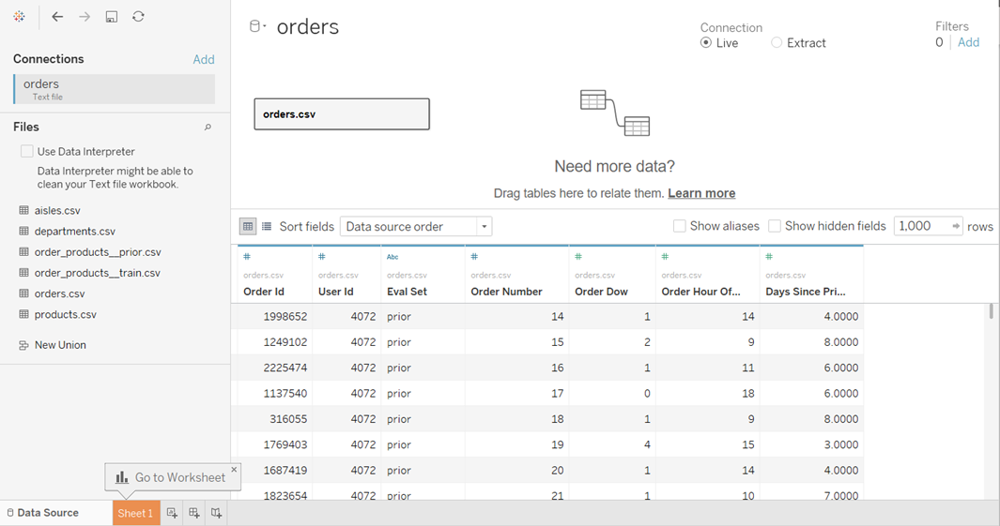 orders
Connection
Live
Extract
Filters
0
Add
Connections
Add
orders
Text file
Files
Use Data Interpreter
Data Interpreter might be able to
clean your Text file workbook.
aisles.csv
departments.csv
order_products__prior.csv
order_products__train.csv
orders.csv
products.csv
New Union
orders.csv
Need more data?
Drag tables here to relate them. Learn more
Sort fields
Data source order
Show aliases
Show hidden fields
1,000
rows
# # Abc # # # #
orders.csv orders.csv orders.csv orders.csv orders.csv orders.csv orders.csv
Order Id User Id Eval Set Order Number Order Dow Order Hour Of... Days Since Pri...
1998652 4072 prior 14 1 14 4.0000
1249102 4072 prior 15 2 9 8.0000
2225474 4072 prior 16 1 11 6.0000
1137540 4072 prior 17 0 18 6.0000
316055 4072 prior 18 1 9 8.0000
1769403 4072 prior 19 4 15 3.0000
1687419 4072 prior 20 1 14 4.0000
1823654 4072 prior 21 1 10 7.0000
Go to Worksheet
Data Source
Sheet 1